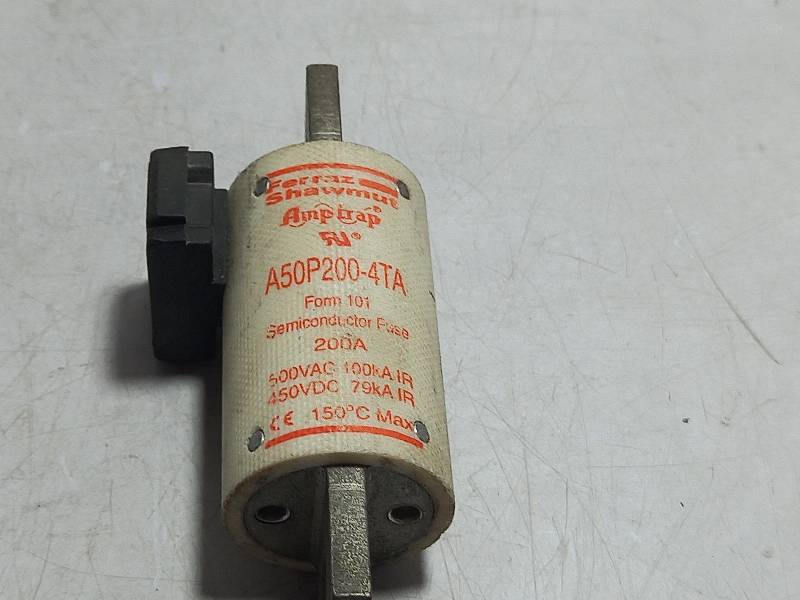 Ferraz
Shawmut
Amp trap®
®
A50P200-4TA
Form 101
Semiconductor Fuse
200A
500VAC 100kA IR
450VDC 79kA IR
CE 150°C Max